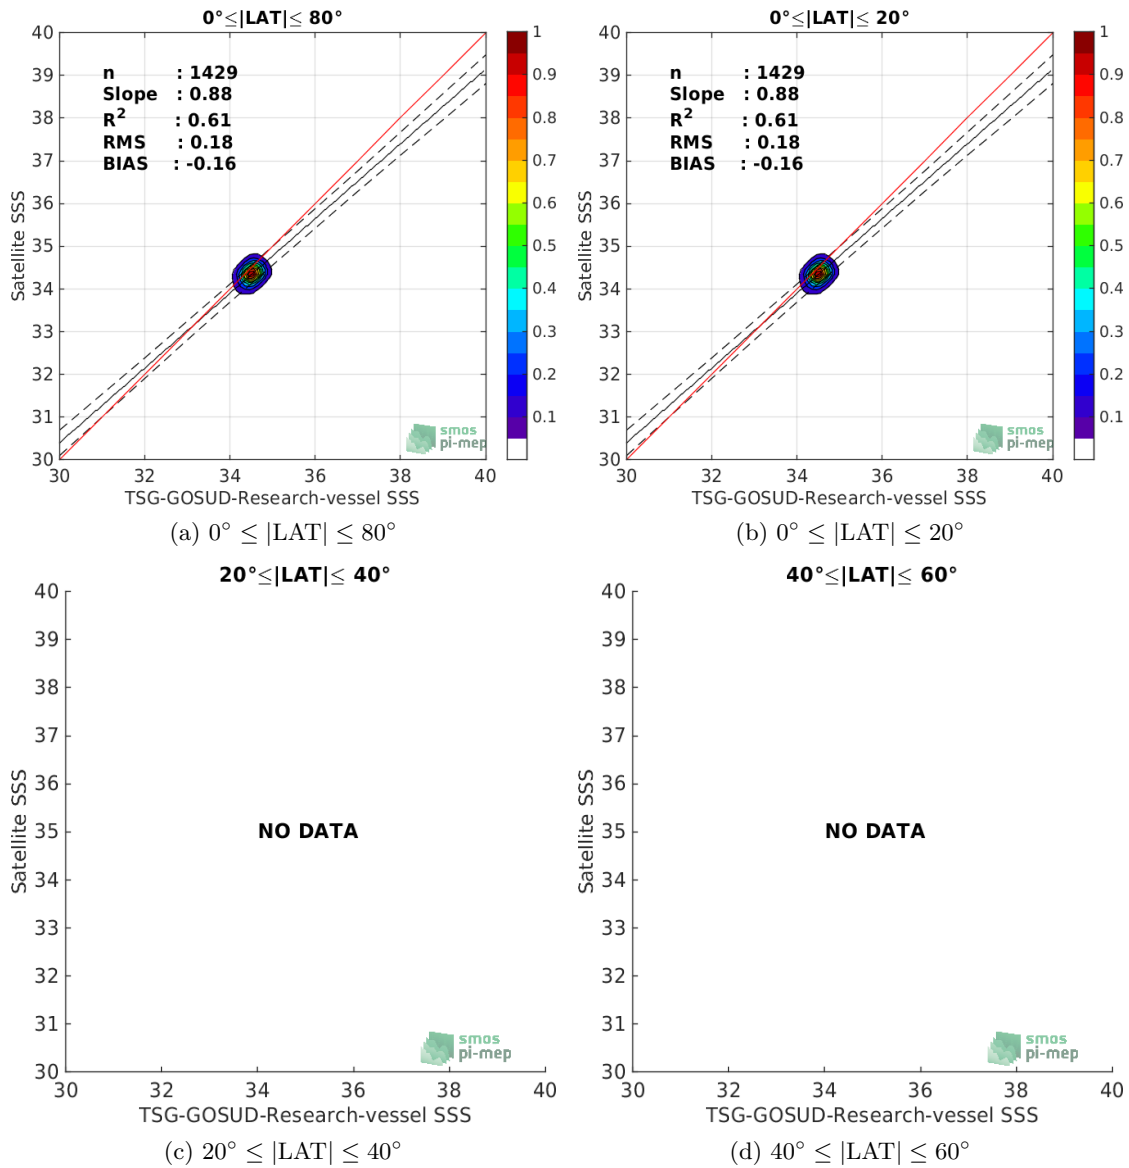 0°≤|LAT|≤ 80°
40
39
38
37
36
35
34
33
32
31
30
Satellite SSS
n : 1429
Slope : 0.88
R2 : 0.61
RMS : 0.18
BIAS : -0.16
smos
pi-mep
30 32 34 36 38 40
TSG-GOSUD-Research-vessel SSS
1
0.9
0.8
0.7
0.6
0.5
0.4
0.3
0.2
0.1
(a) 0° ≤ |LAT| ≤ 80°
0°≤|LAT|≤ 20°
40
39
38
37
36
35
34
33
32
31
30
Satellite SSS
n : 1429
Slope : 0.88
R2 : 0.61
RMS : 0.18
BIAS : -0.16
smos
pi-mep
30 32 34 36 38 40
TSG-GOSUD-Research-vessel SSS
1
0.9
0.8
0.7
0.6
0.5
0.4
0.3
0.2
0.1
(b) 0° ≤ |LAT| ≤ 20°
20°≤|LAT|≤ 40°
40
39
38
37
36
35
34
33
32
31
30
Satellite SSS
NO DATA
smos
pi-mep
30 32 34 36 38 40
TSG-GOSUD-Research-vessel SSS
(c) 20° ≤ |LAT| ≤ 40°
40°≤|LAT|≤ 60°
40
39
38
37
36
35
34
33
32
31
30
Satellite SSS
NO DATA
smos
pi-mep
30 32 34 36 38 40
TSG-GOSUD-Research-vessel SSS
(d) 40° ≤ |LAT| ≤ 60°